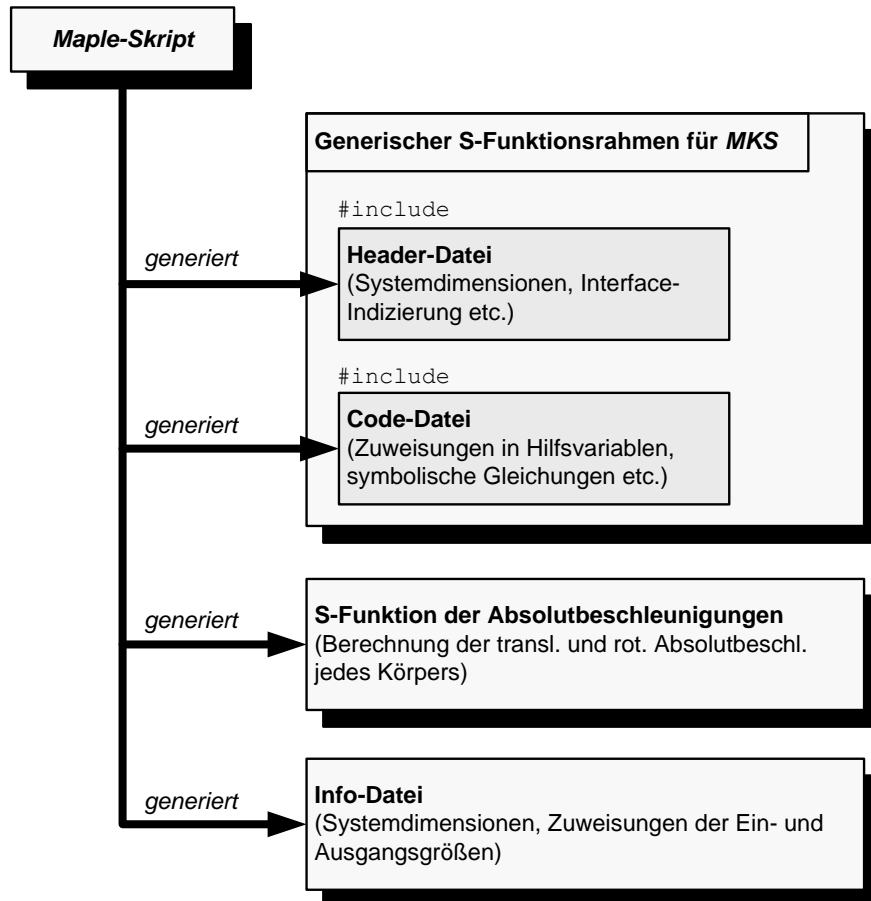 Maple-Skript
Generischer S-Funktionsrahmen für MKS
#include
generiert
Header-Datei
(Systemdimensionen, Interface-
Indizierung etc.)
#include
generiert
Code-Datei
(Zuweisungen in Hilfsvariablen,
symbolische Gleichungen etc.)
generiert
S-Funktion der Absolutbeschleunigungen
(Berechnung der transl. und rot. Absolutbeschl.
jedes Körpers)
generiert
Info-Datei
(Systemdimensionen, Zuweisungen der Ein- und
Ausgangsgrößen)